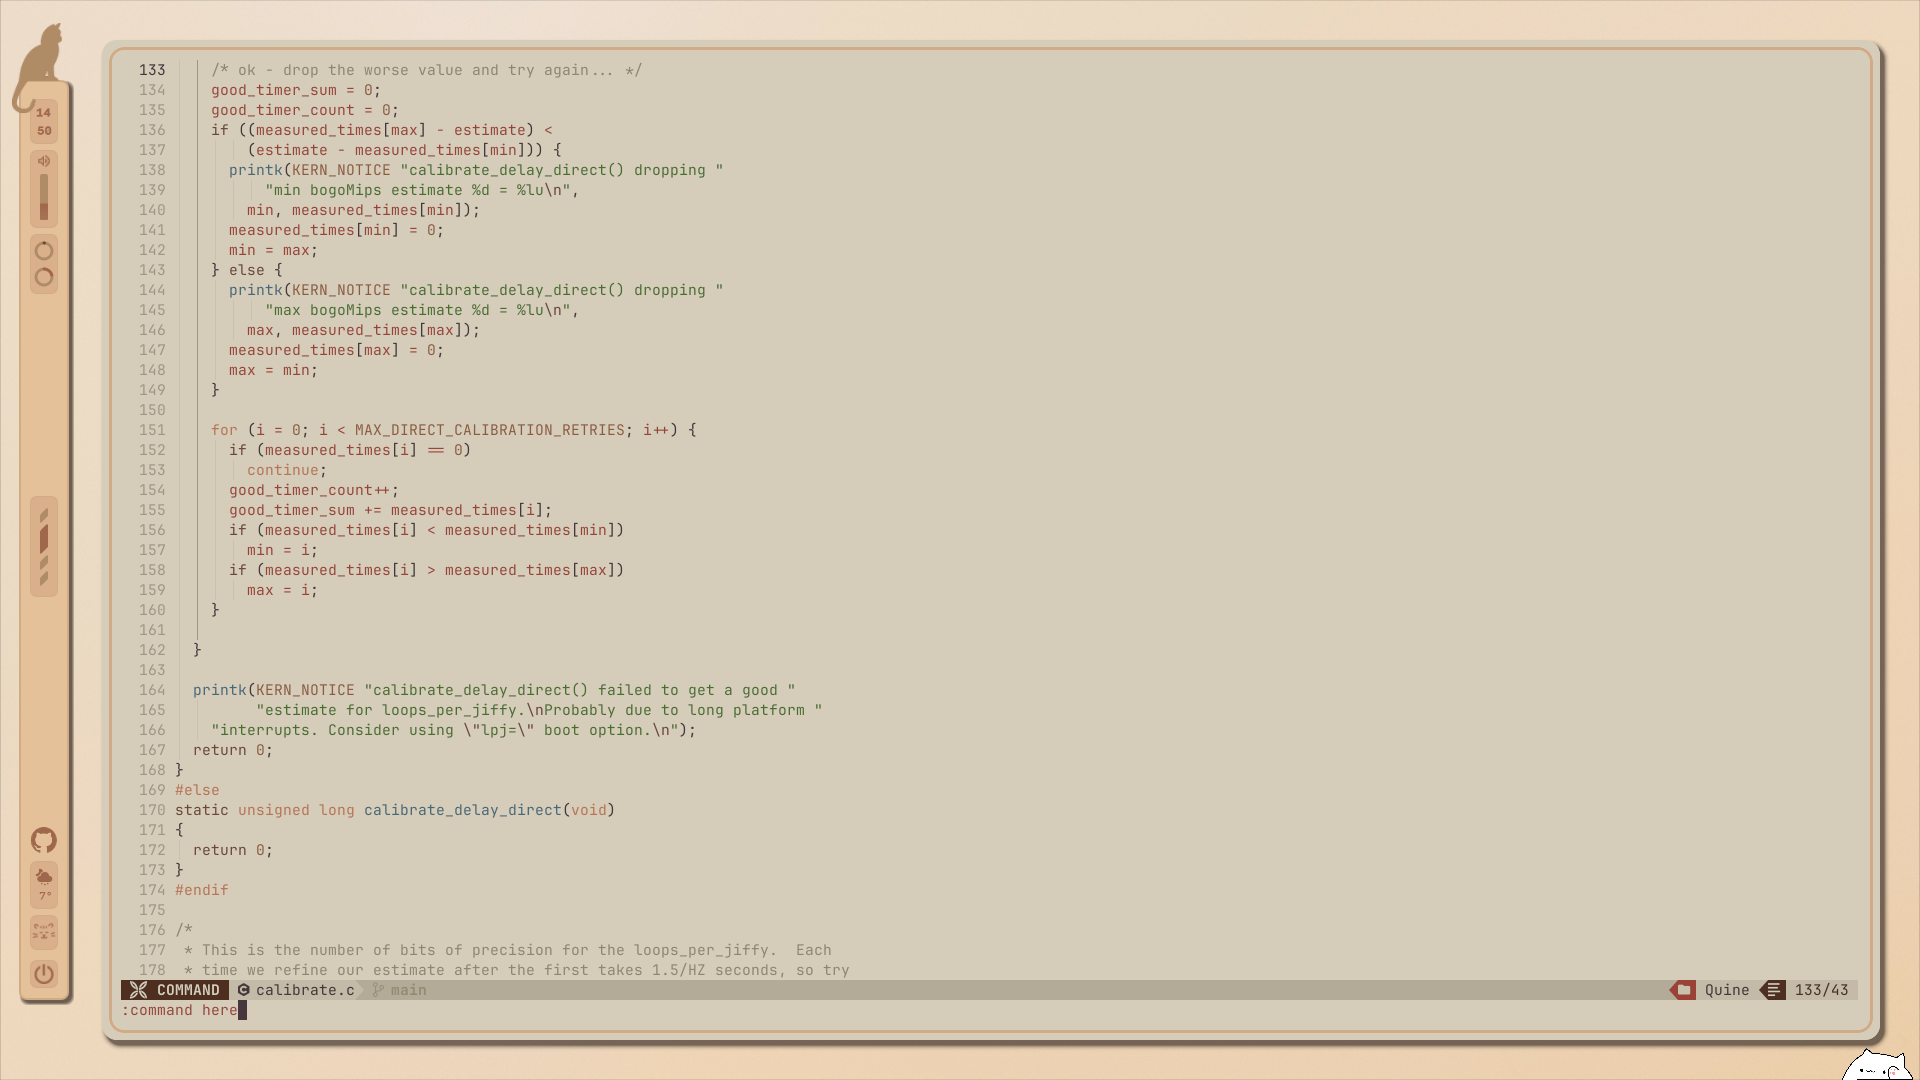 14
50
7°
133 /* ok - drop the worse value and try again... */
134 good_timer_sum = 0;
135 good_timer_count = 0;
136 if ((measured_times[max] - estimate) <
137 (estimate - measured_times[min])) {
138 printk(KERN_NOTICE "calibrate_delay_direct() dropping "
139 "min bogoMips estimate %d = %lu\n",
140 min, measured_times[min]);
141 measured_times[min] = 0;
142 min = max;
143 } else {
144 printk(KERN_NOTICE "calibrate_delay_direct() dropping "
145 "max bogoMips estimate %d = %lu\n",
146 max, measured_times[max]);
147 measured_times[max] = 0;
148 max = min;
149 }
150
151 for (i = 0; i < MAX_DIRECT_CALIBRATION_RETRIES; i++) {
152 if (measured_times[i] == 0)
153 continue;
154 good_timer_count++;
155 good_timer_sum += measured_times[i];
156 if (measured_times[i] < measured_times[min])
157 min = i;
158 if (measured_times[i] > measured_times[max])
159 max = i;
160 }
161
162 }
163
164 printk(KERN_NOTICE "calibrate_delay_direct() failed to get a good "
165 "estimate for loops_per_jiffy.\nProbably due to long platform "
166 "interrupts. Consider using \"lpj=\" boot option.\n");
167 return 0;
168 }
169 #else
170 static unsigned long calibrate_delay_direct(void)
171 {
172 return 0;
173 }
174 #endif
175
176 /*
177 * This is the number of bits of precision for the loops_per_jiffy.  Each
178 * time we refine our estimate after the first takes 1.5/HZ seconds, so try
COMMAND calibrate.c main Quine 133/43
:command here